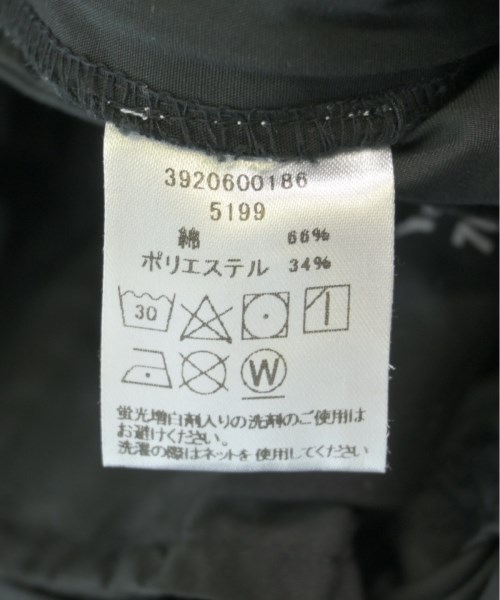 3920600186
5199
綿 66%
ポリエステル 34%
30
W
蛍光増白剤入りの洗剤のご使用は
お避けください。
洗濯の際はネットを使用してください